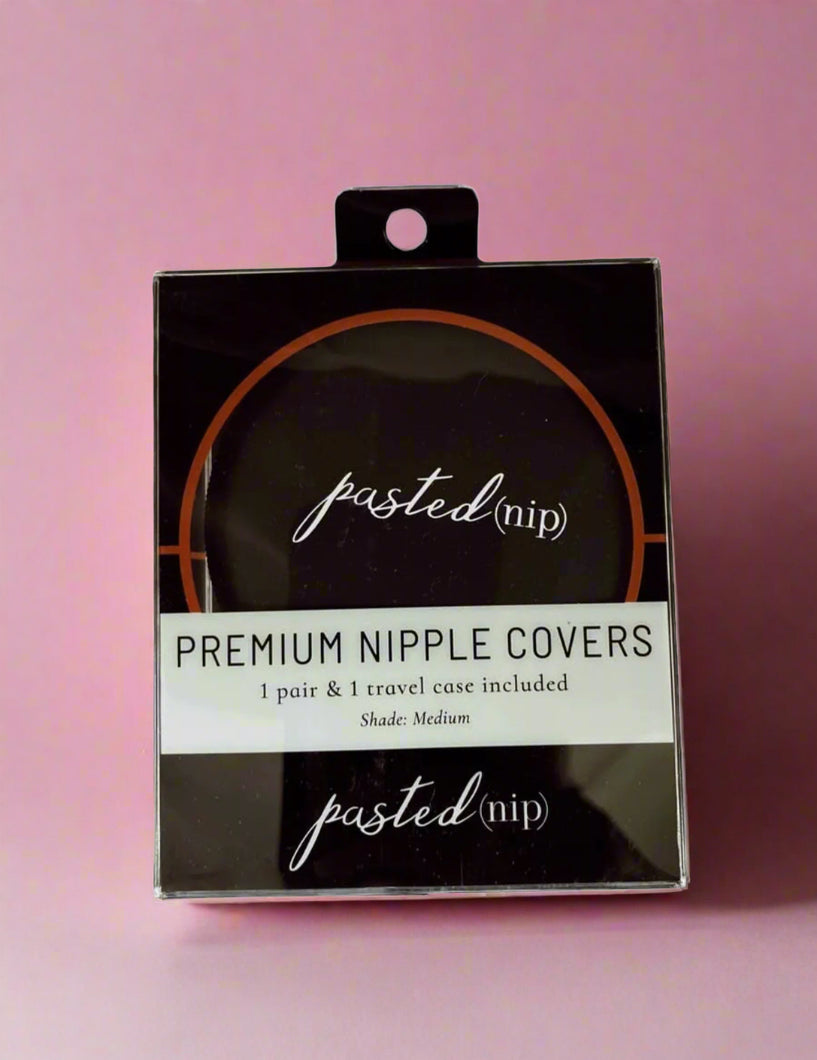 pasted (nip)
PREMIUM NIPPLE COVERS
1 pair & 1 travel case included
Shade: Medium
pasted (nip)